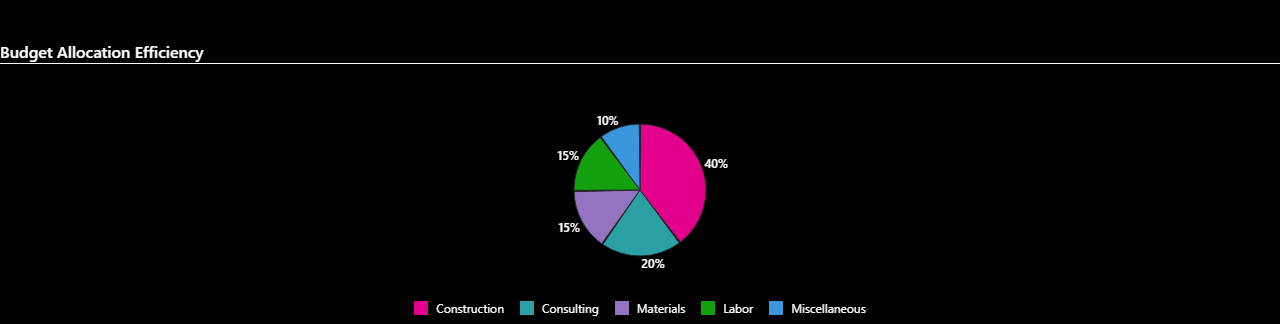 Budget Allocation Efficiency
10%
40%
15%
15%
20%
Construction Consulting Materials Labor Miscellaneous